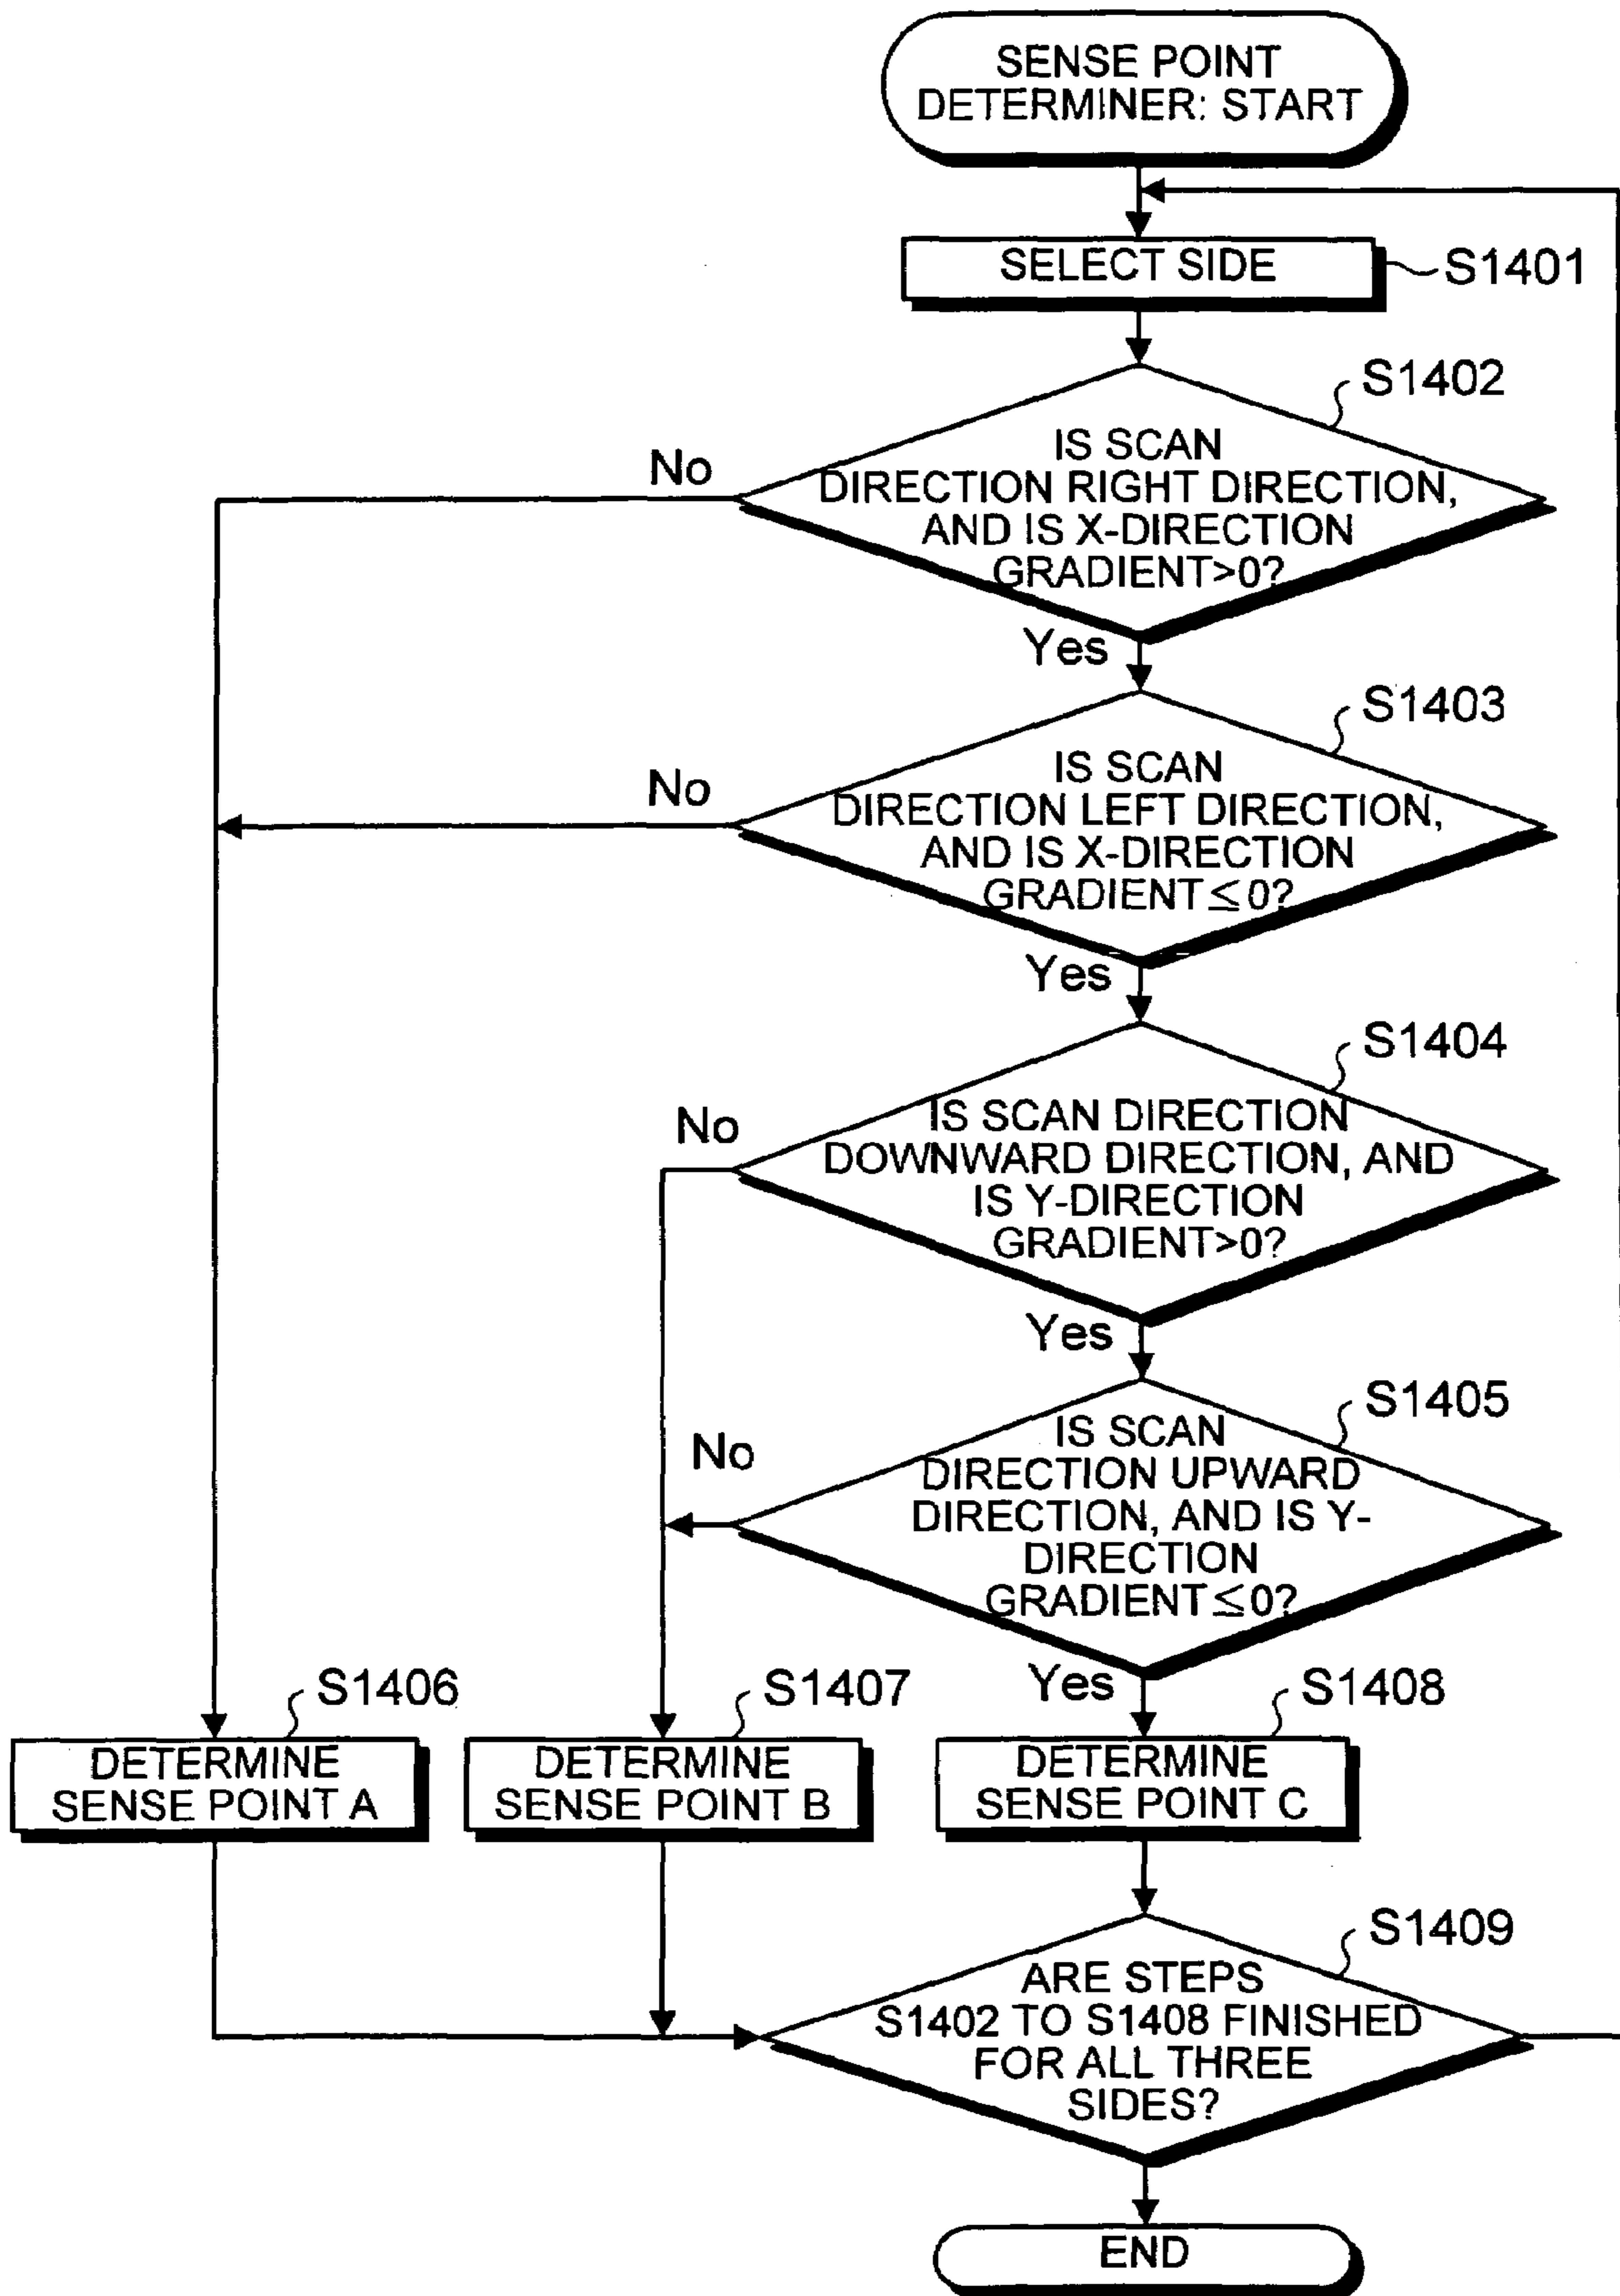 SENSE POINT
DETERMINER: START
SELECT SIDE
S1401
S1402
IS SCAN
DIRECTION RIGHT DIRECTION,
AND IS X-DIRECTION
GRADIENT>0?
No
Yes
S1403
IS SCAN
DIRECTION LEFT DIRECTION,
AND IS X-DIRECTION
GRADIENT≤0?
No
Yes
S1404
IS SCAN DIRECTION
DOWNWARD DIRECTION, AND
IS Y-DIRECTION
GRADIENT>0?
No
Yes
S1405
IS SCAN
DIRECTION UPWARD
DIRECTION, AND IS Y-
DIRECTION
GRADIENT≤0?
No
Yes
S1406
DETERMINE
SENSE POINT A
S1407
DETERMINE
SENSE POINT B
S1408
DETERMINE
SENSE POINT C
S1409
ARE STEPS
S1402 TO S1408 FINISHED
FOR ALL THREE
SIDES?
END